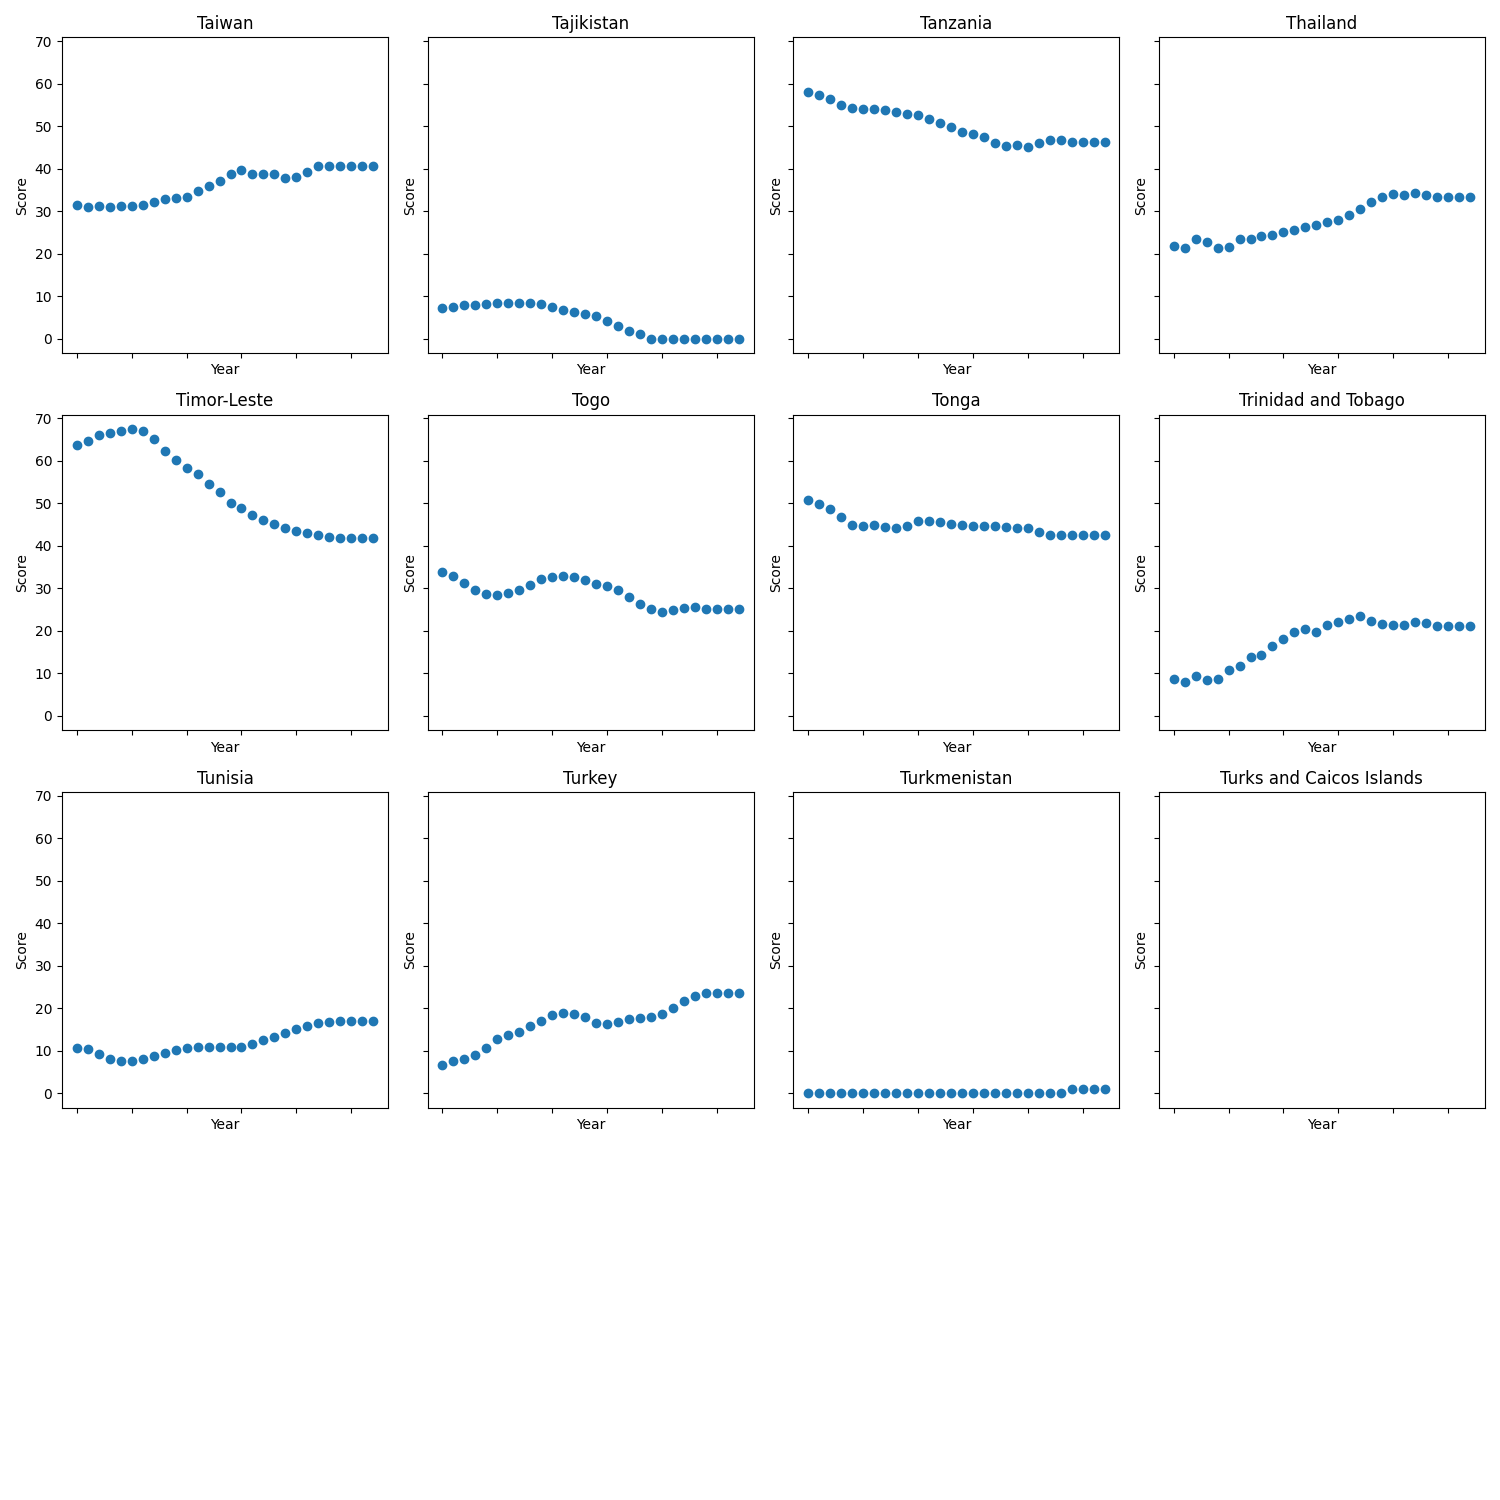 Taiwan
Tajikistan
Tanzania
Thailand
70
60
50
40
30
20
10
0
Score
Score
Score
Score
Year
Year
Year
Year
Timor-Leste
Togo
Tonga
Trinidad and Tobago
70
60
50
40
30
20
10
0
Score
Score
Score
Score
Year
Year
Year
Year
Tunisia
Turkey
Turkmenistan
Turks and Caicos Islands
70
60
50
40
30
20
10
0
Score
Score
Score
Score
Year
Year
Year
Year